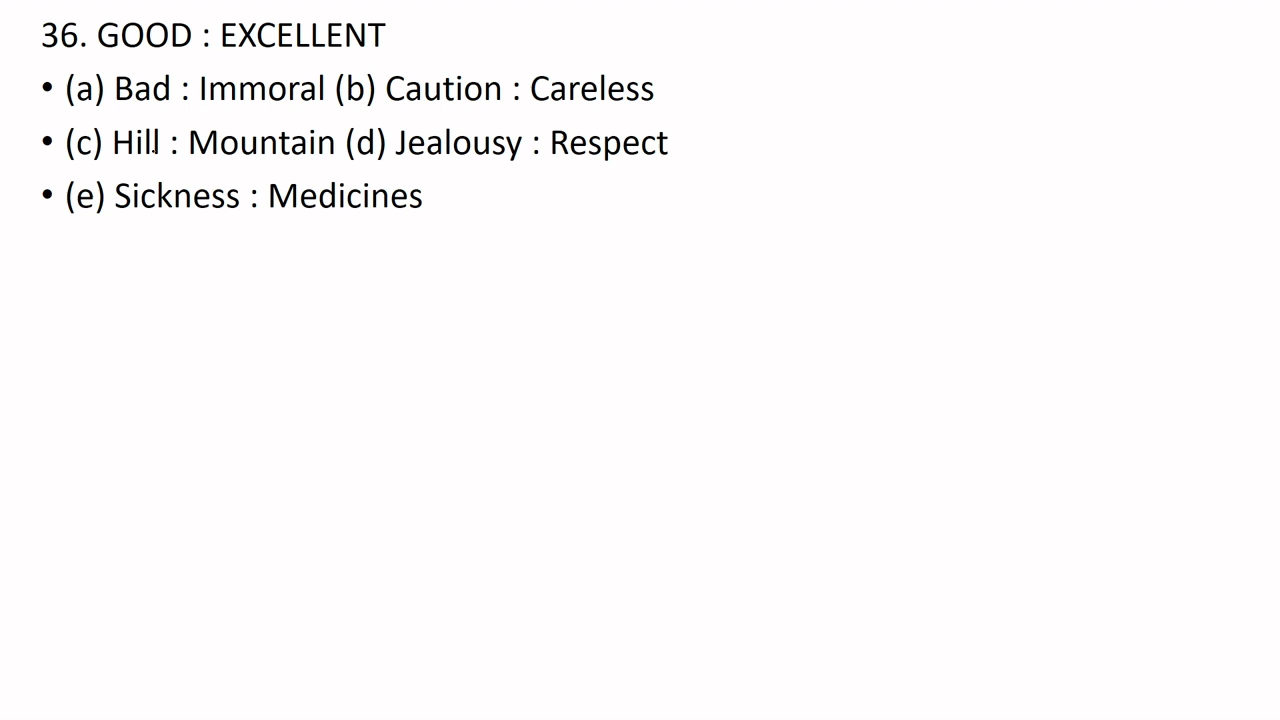 36. GOOD : EXCELLENT
• (a) Bad : Immoral (b) Caution : Careless
• (c) Hill : Mountain (d) Jealousy : Respect
• (e) Sickness : Medicines